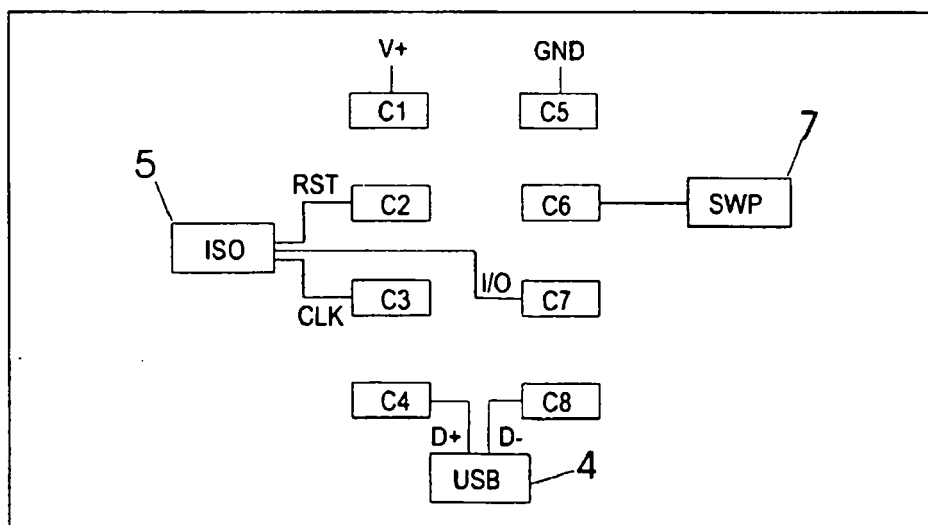 V+ GND
C1 C5
7
5
RST C2 C6 SWP
ISO
I/O
C3 C7
CLK
C4 C8
D+ D-
USB 4